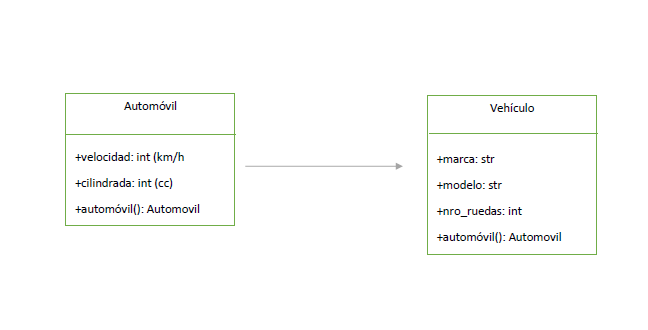 Automóvil
+velocidad: int (km/h
+cilindrada: int (cc)
+automóvil(): Automovil
Vehículo
+marca: str
+modelo: str
+nro_ruedas: int
+automóvil(): Automovil